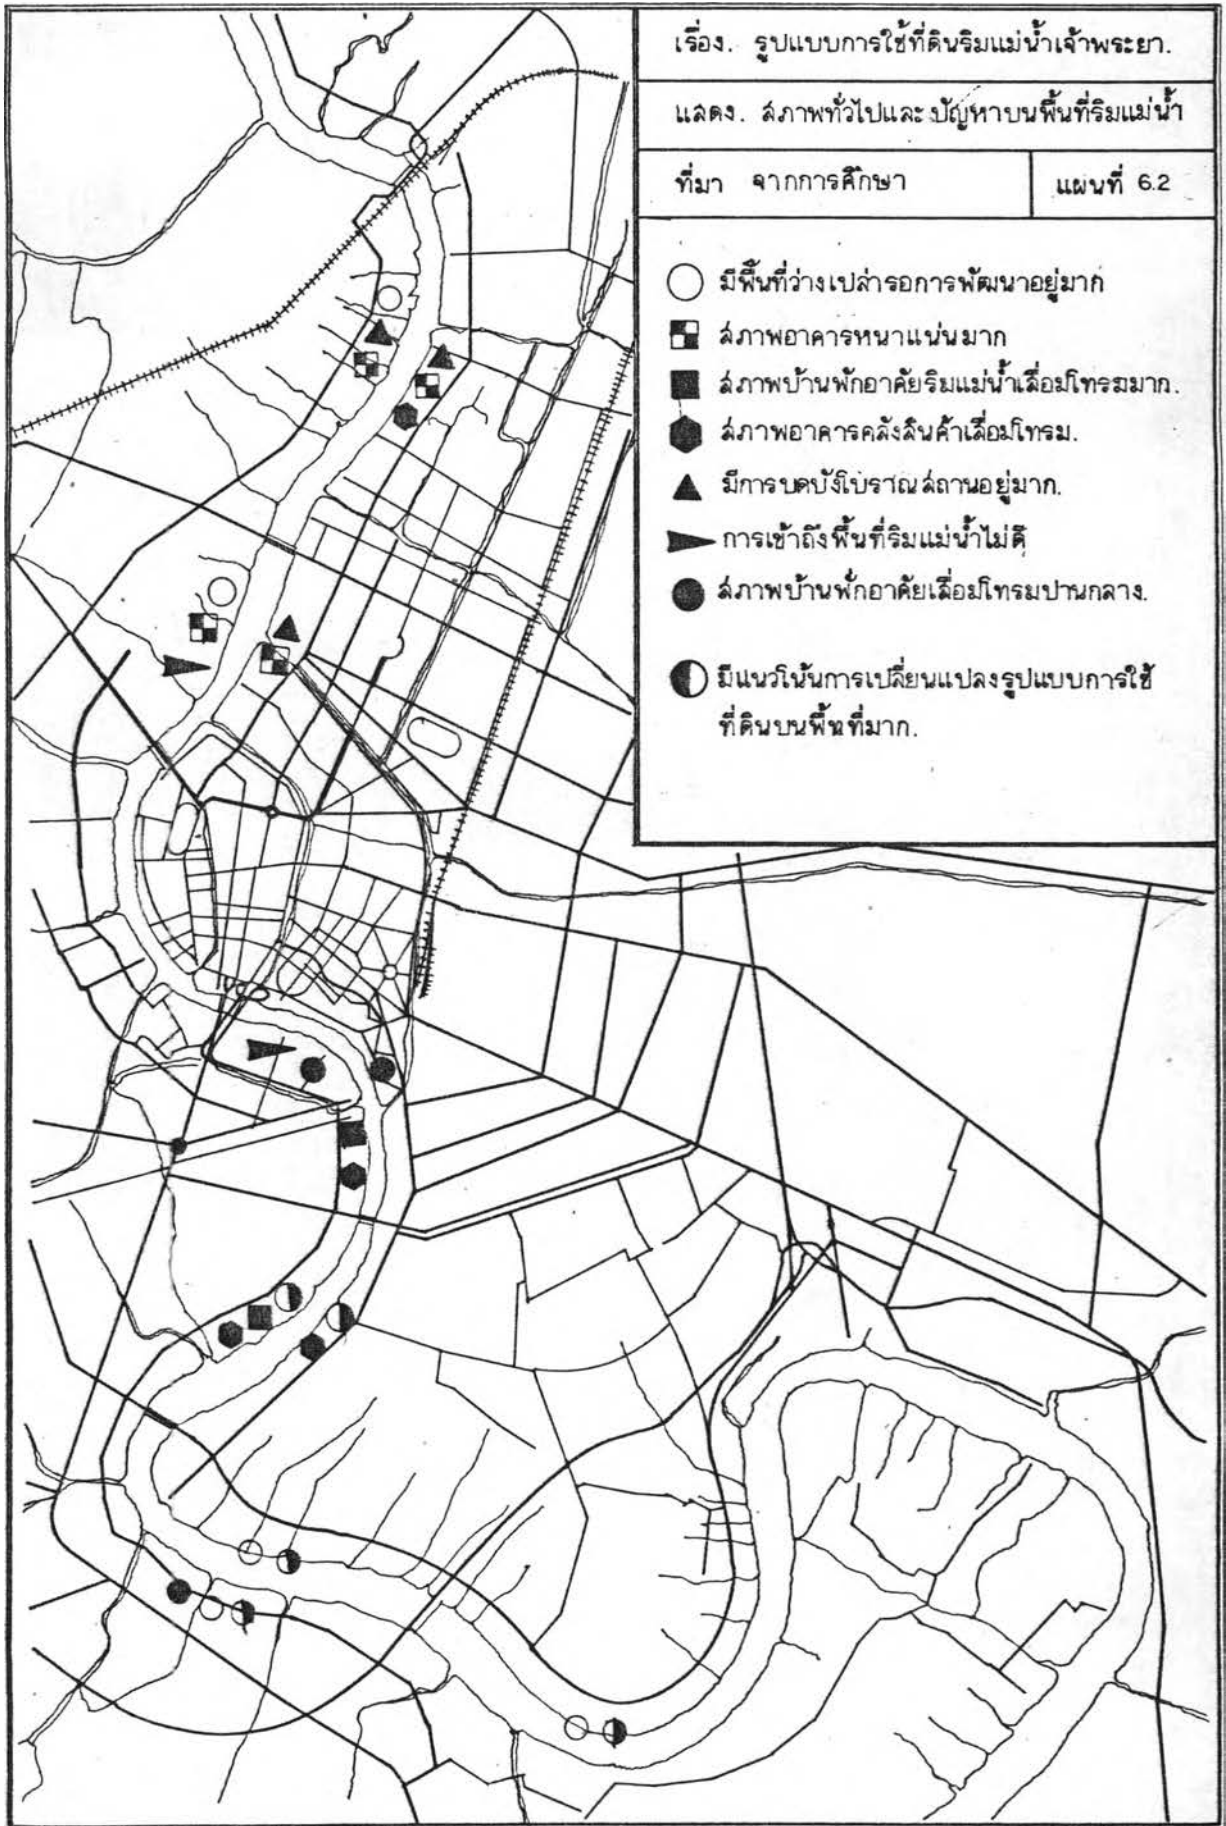 เรื่อง. รูปแบบการใช้ที่ดินริมแม่น้ำเจ้าพระยา.
แสดง. สภาพทั่วไปและปัญหาบนพื้นที่ริมแม่น้ำ
ที่มา จากการศึกษา
แผนที่ 6.2
มีพื้นที่ว่างเปล่ารอการพัฒนาอยู่มาก
สภาพอาคารหนาแน่นมาก
สภาพบ้านพักอาศัยริมแม่น้ำเสื่อมโทรมมาก.
สภาพอาคารคลังสินค้าเสื่อมโทรม.
มีการบดบังโบราณสถานอยู่มาก.
การเข้าถึงพื้นที่ริมแม่น้ำไม่ดี
สภาพบ้านพักอาศัยเสื่อมโทรมปานกลาง.
มีแนวโน้นการเปลี่ยนแปลงรูปแบบการใช้
ที่ดินบนพื้นที่มาก.